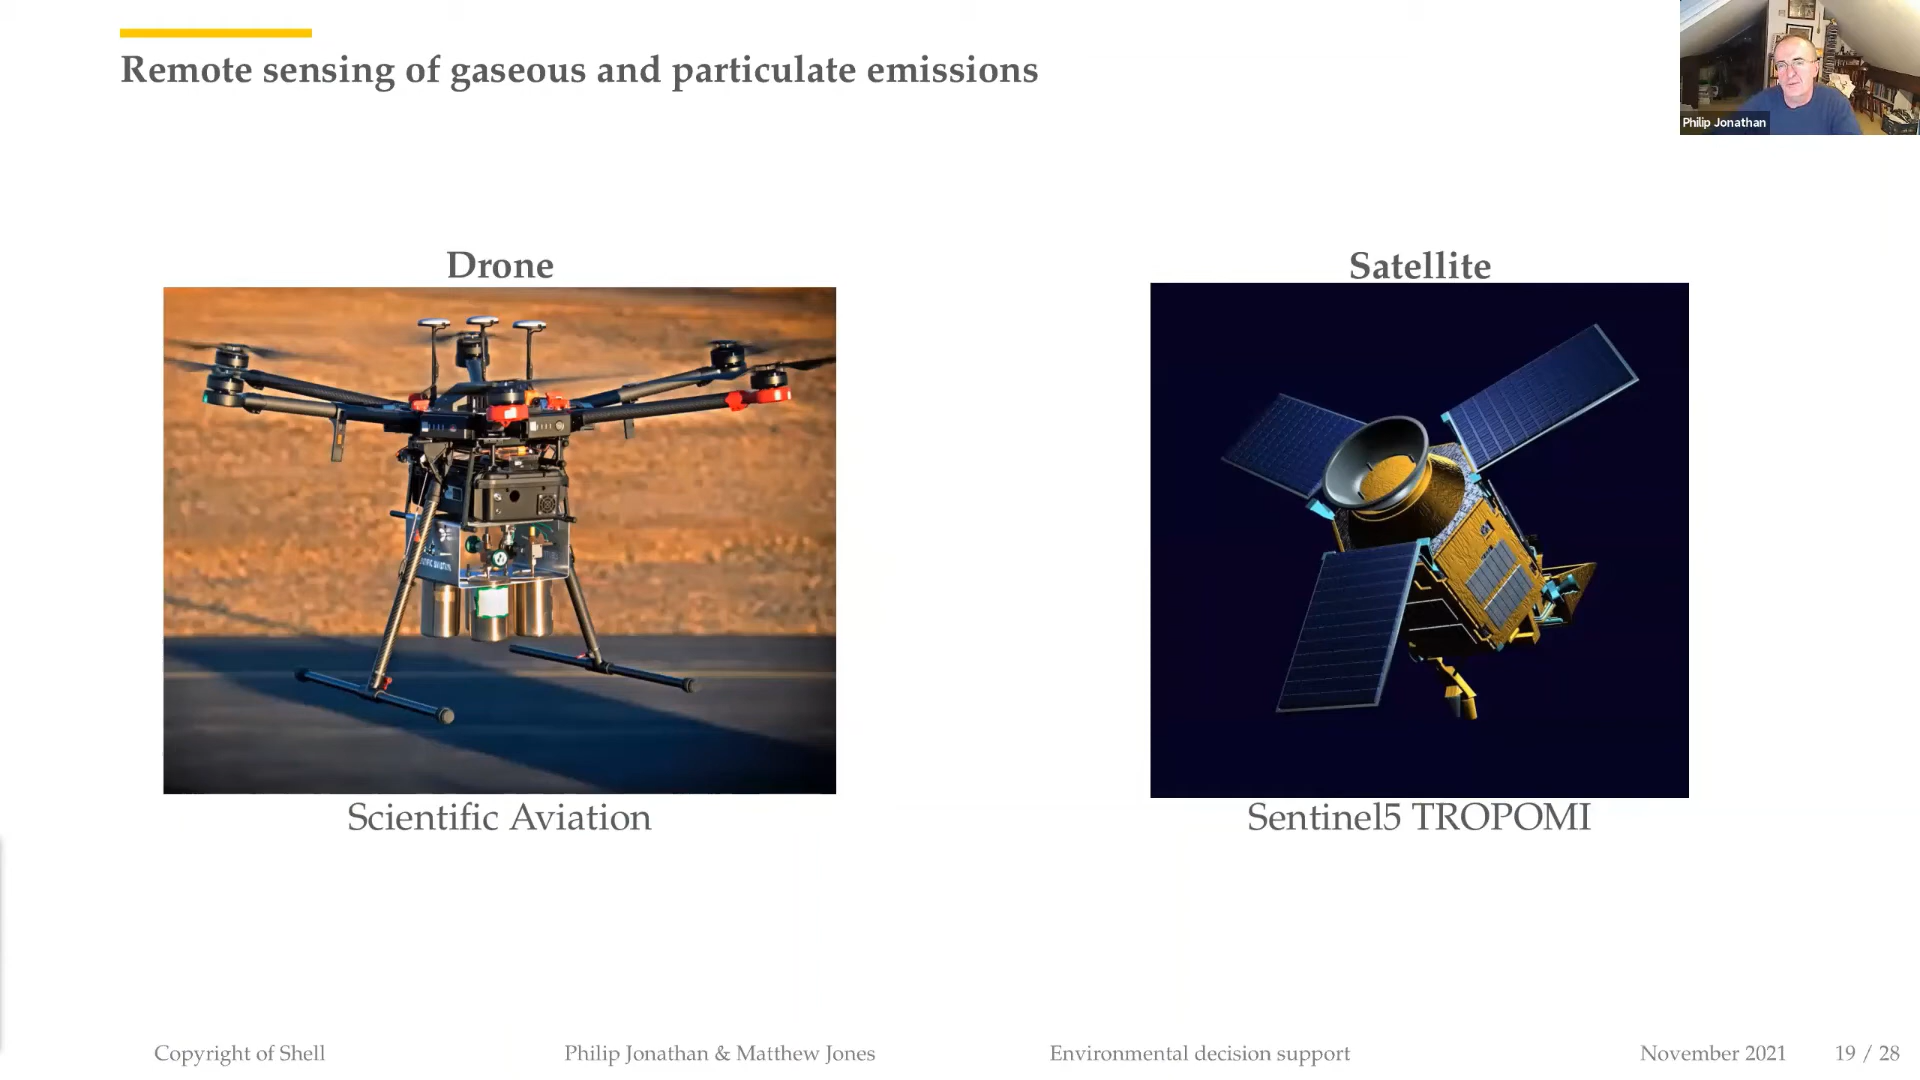 Remote sensing of gaseous and particulate emissions
Philip Jonathan
Drone
Satellite
Scientific Aviation
Sentinel5 TROPOMI
Copyright of Shell
Philip Jonathan & Matthew Jones
Environmental decision support
November 2021
19 / 28